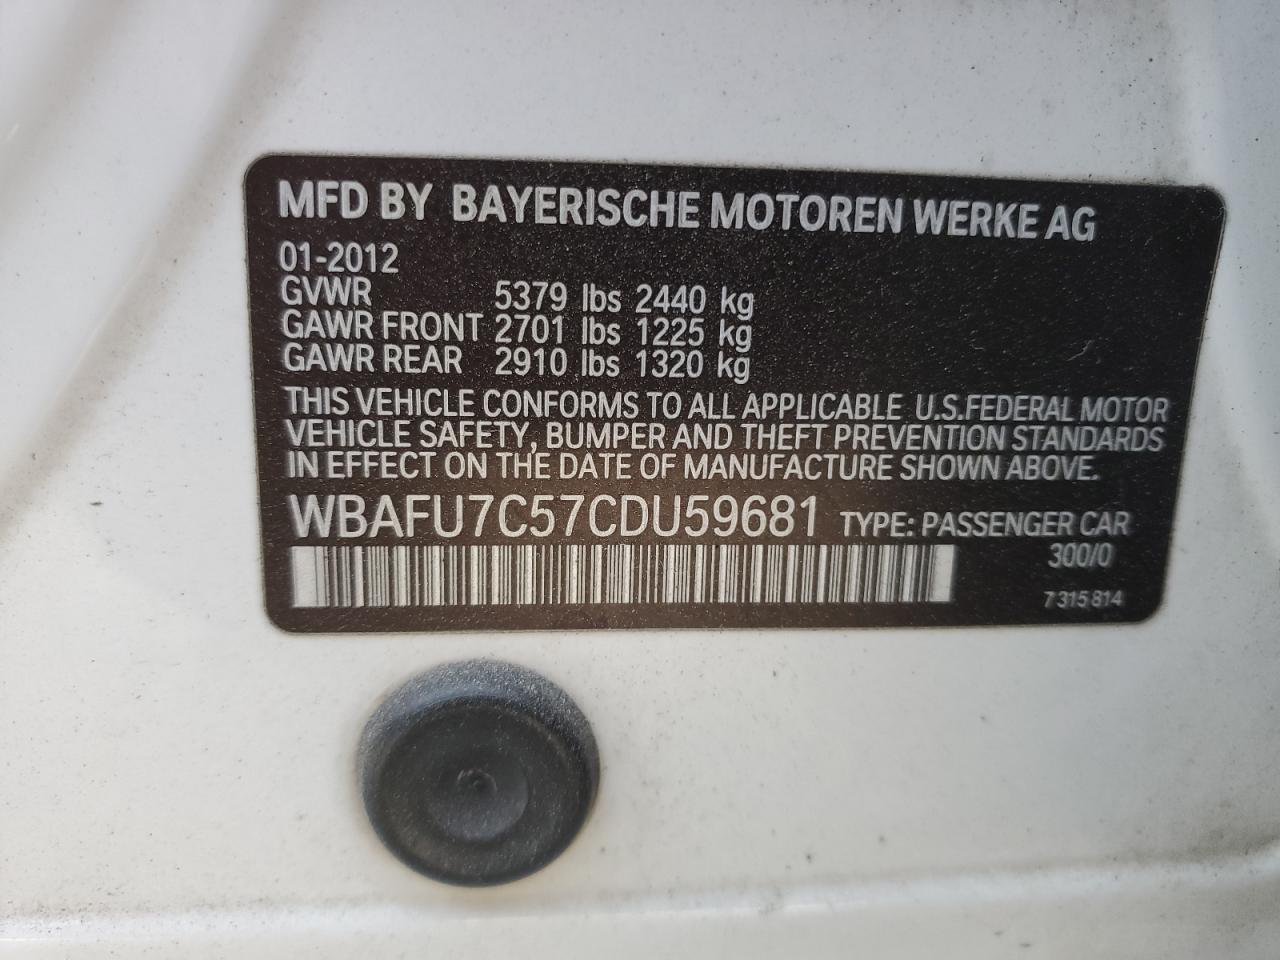 MFD BY BAYERISCHE MOTOREN WERKE AG
01-2012
GVWR 5379 lbs 2440 kg
GAWR FRONT 2701 lbs 1225 kg
GAWR REAR 2910 lbs 1320 kg
THIS VEHICLE CONFORMS TO ALL APPLICABLE U.S.FEDERAL MOTOR
VEHICLE SAFETY, BUMPER AND THEFT PREVENTION STANDARDS
IN EFFECT ON THE DATE OF MANUFACTURE SHOWN ABOVE.
WBAFU7C57CDU59681 TYPE: PASSENGER CAR
300/0
7 315 814